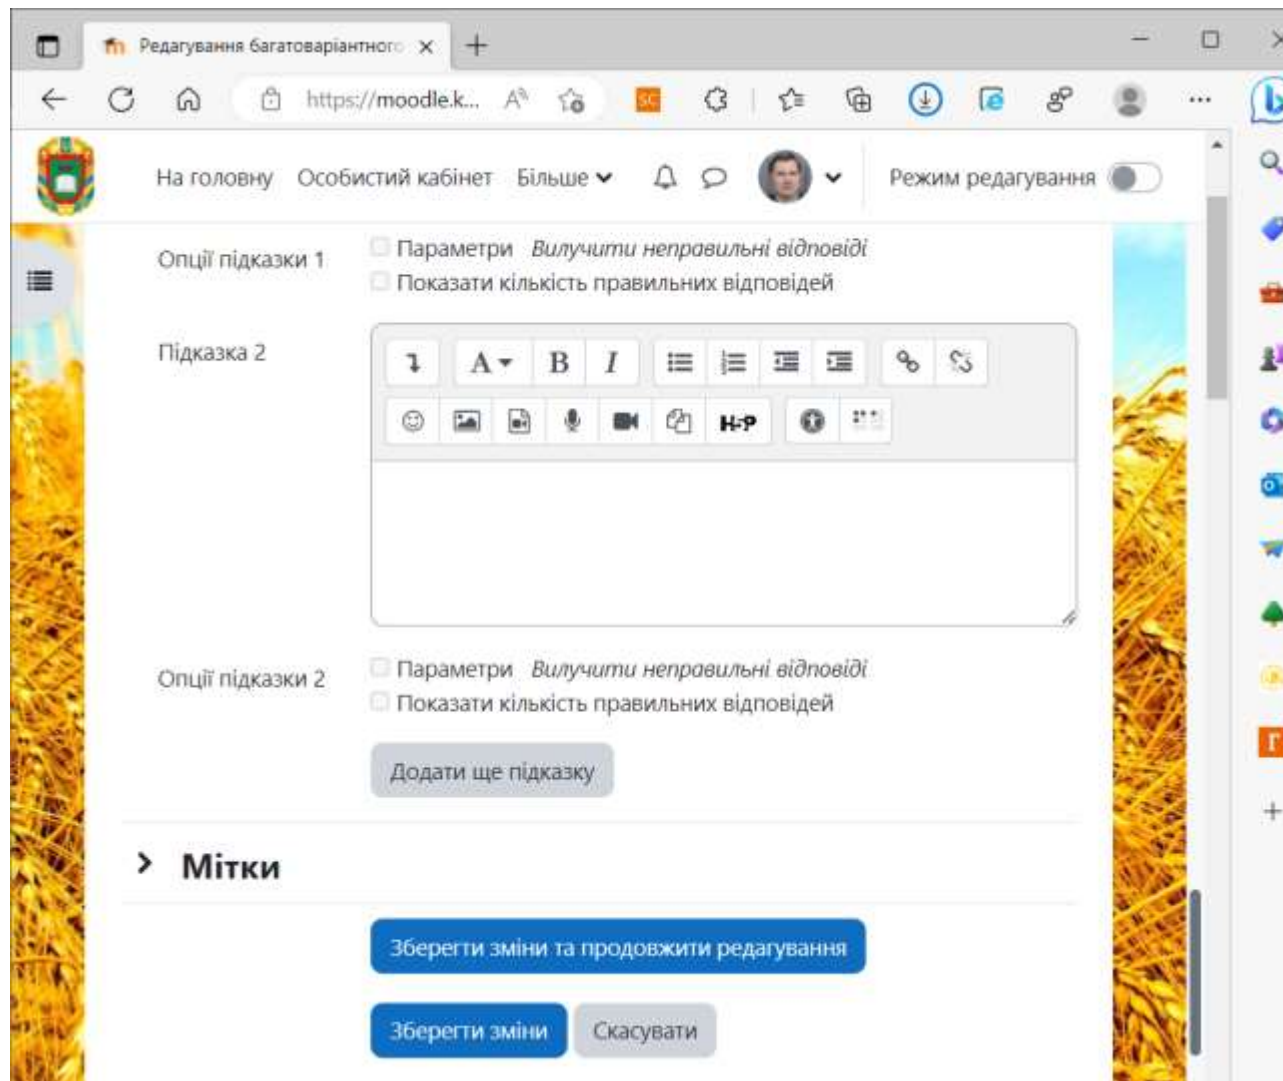 Редагування багатоваріантного
https://moodle.k...
SC
На головну Особистий кабінет Більше Режим редагування
Опції підказки 1
Параметри Вилучити неправильні відповіді
Показати кількість правильних відповідей
Підказка 2
A B I
H5P
Опції підказки 2
Параметри Вилучити неправильні відповіді
Показати кількість правильних відповідей
Додати ще підказку
Мітки
Зберегти зміни та продовжити редагування
Зберегти зміни Скасувати